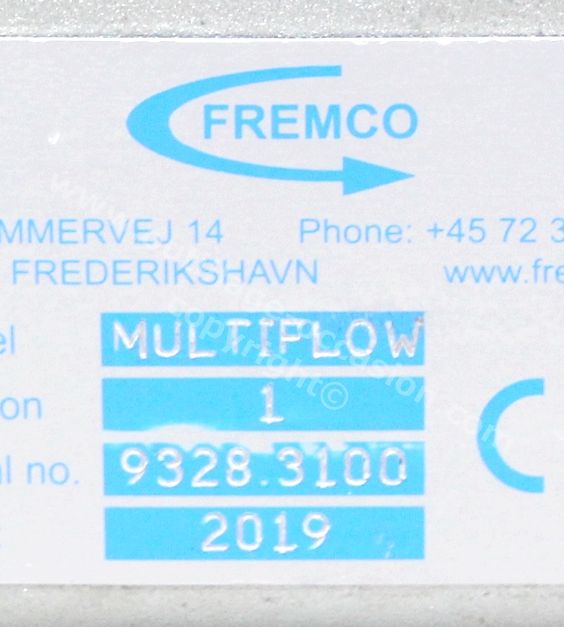 FREMCO
MMERVEJ 14 Phone: +45 72 3
FREDERIKSHAVN www.fre
el MULTIFLOW
on 1
al no. 9328.3100
2019
copyright©